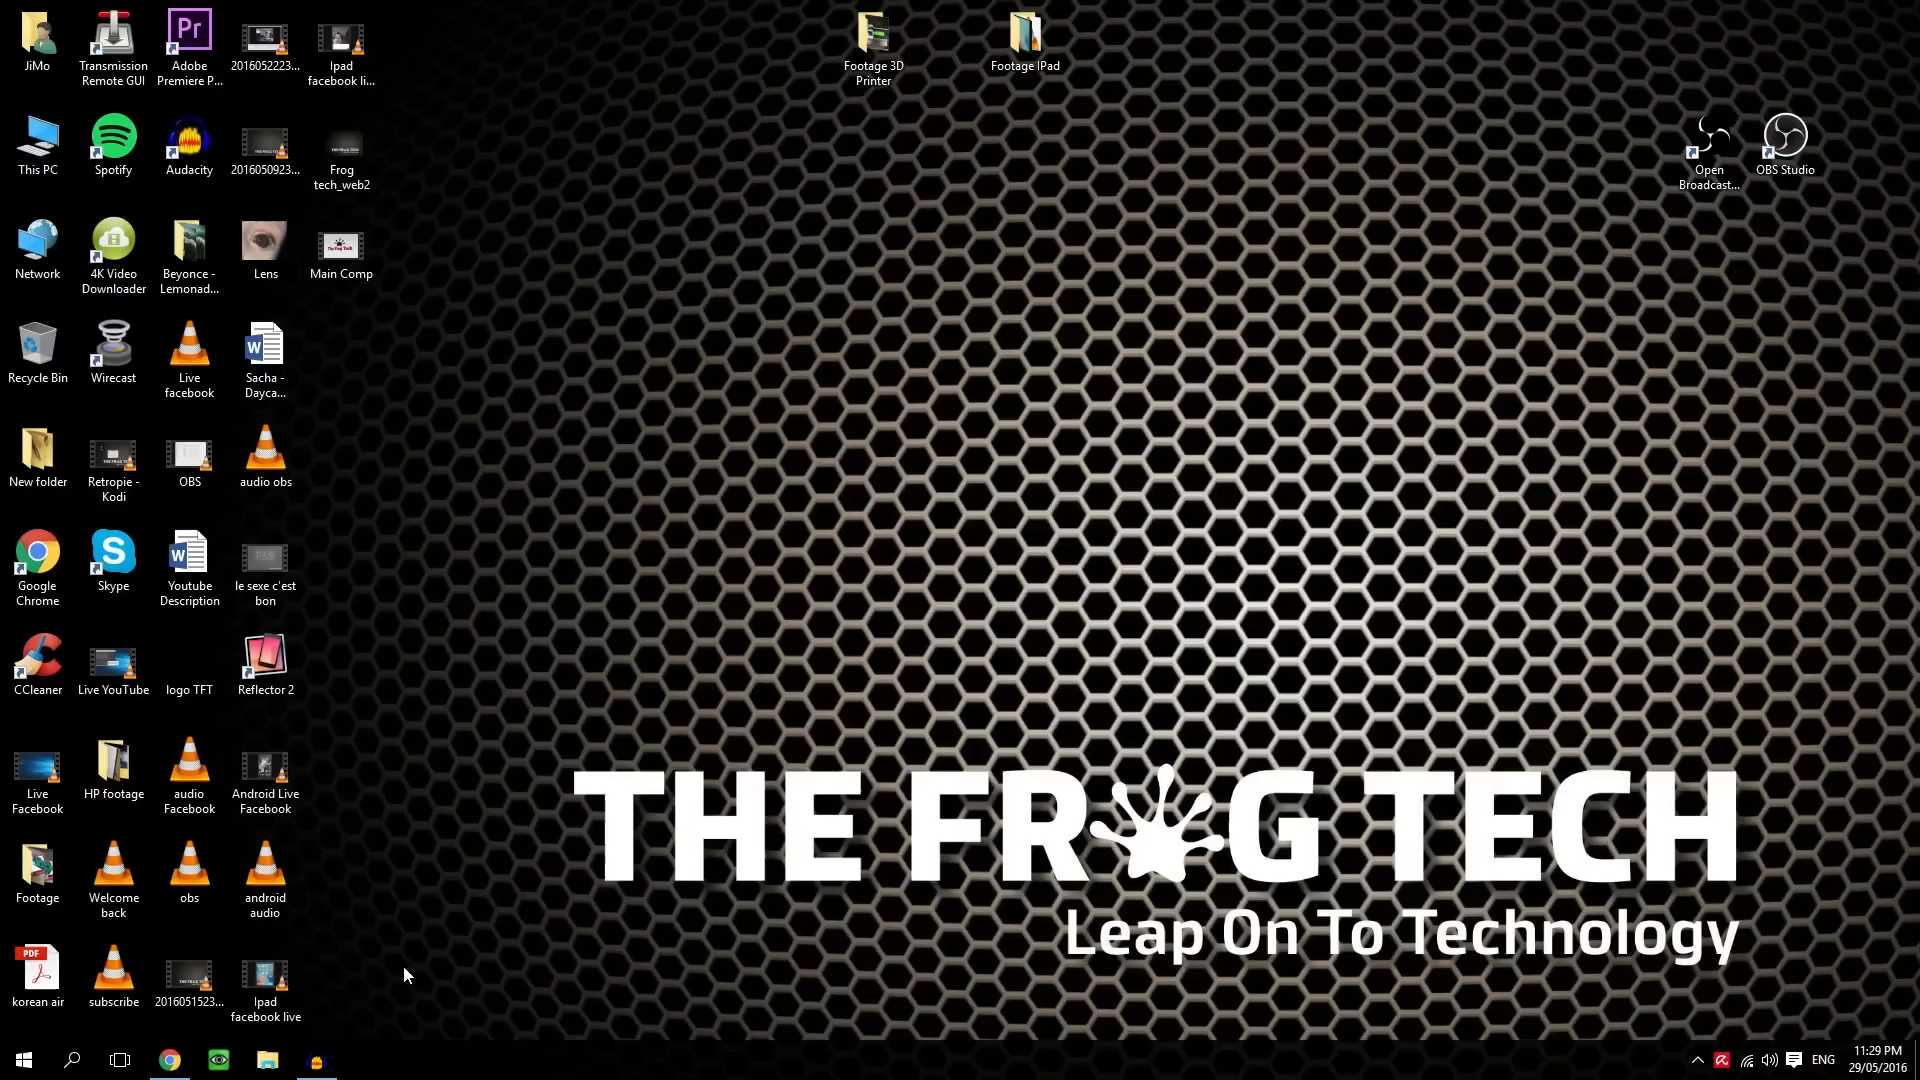 JiMo
Transmission
Remote GUI
Adobe
Premiere P...
2016052223...
Ipad
facebook li...
Footage 3D
Printer
Footage IPad
This PC
Spotify
Audacity
2016050923...
Frog
tech_web2
Open
Broadcast...
OBS Studio
Network
4K Video
Downloader
Beyonce -
Lemonad...
Lens
Main Comp
Recycle Bin
Wirecast
Live
facebook
Sacha -
Dayca...
New folder
Retropie -
Kodi
OBS
audio obs
Google
Chrome
Skype
Youtube
Description
le sexe c'est
bon
CCleaner
Live YouTube
logo TFT
Reflector 2
Live
Facebook
HP footage
audio
Facebook
Android Live
Facebook
Footage
Welcome
back
obs
android
audio
PDF
korean air
subscribe
2016051523...
Ipad
facebook live
THE FROG TECH
Leap On To Technology
ENG
11:29 PM
29/05/2016